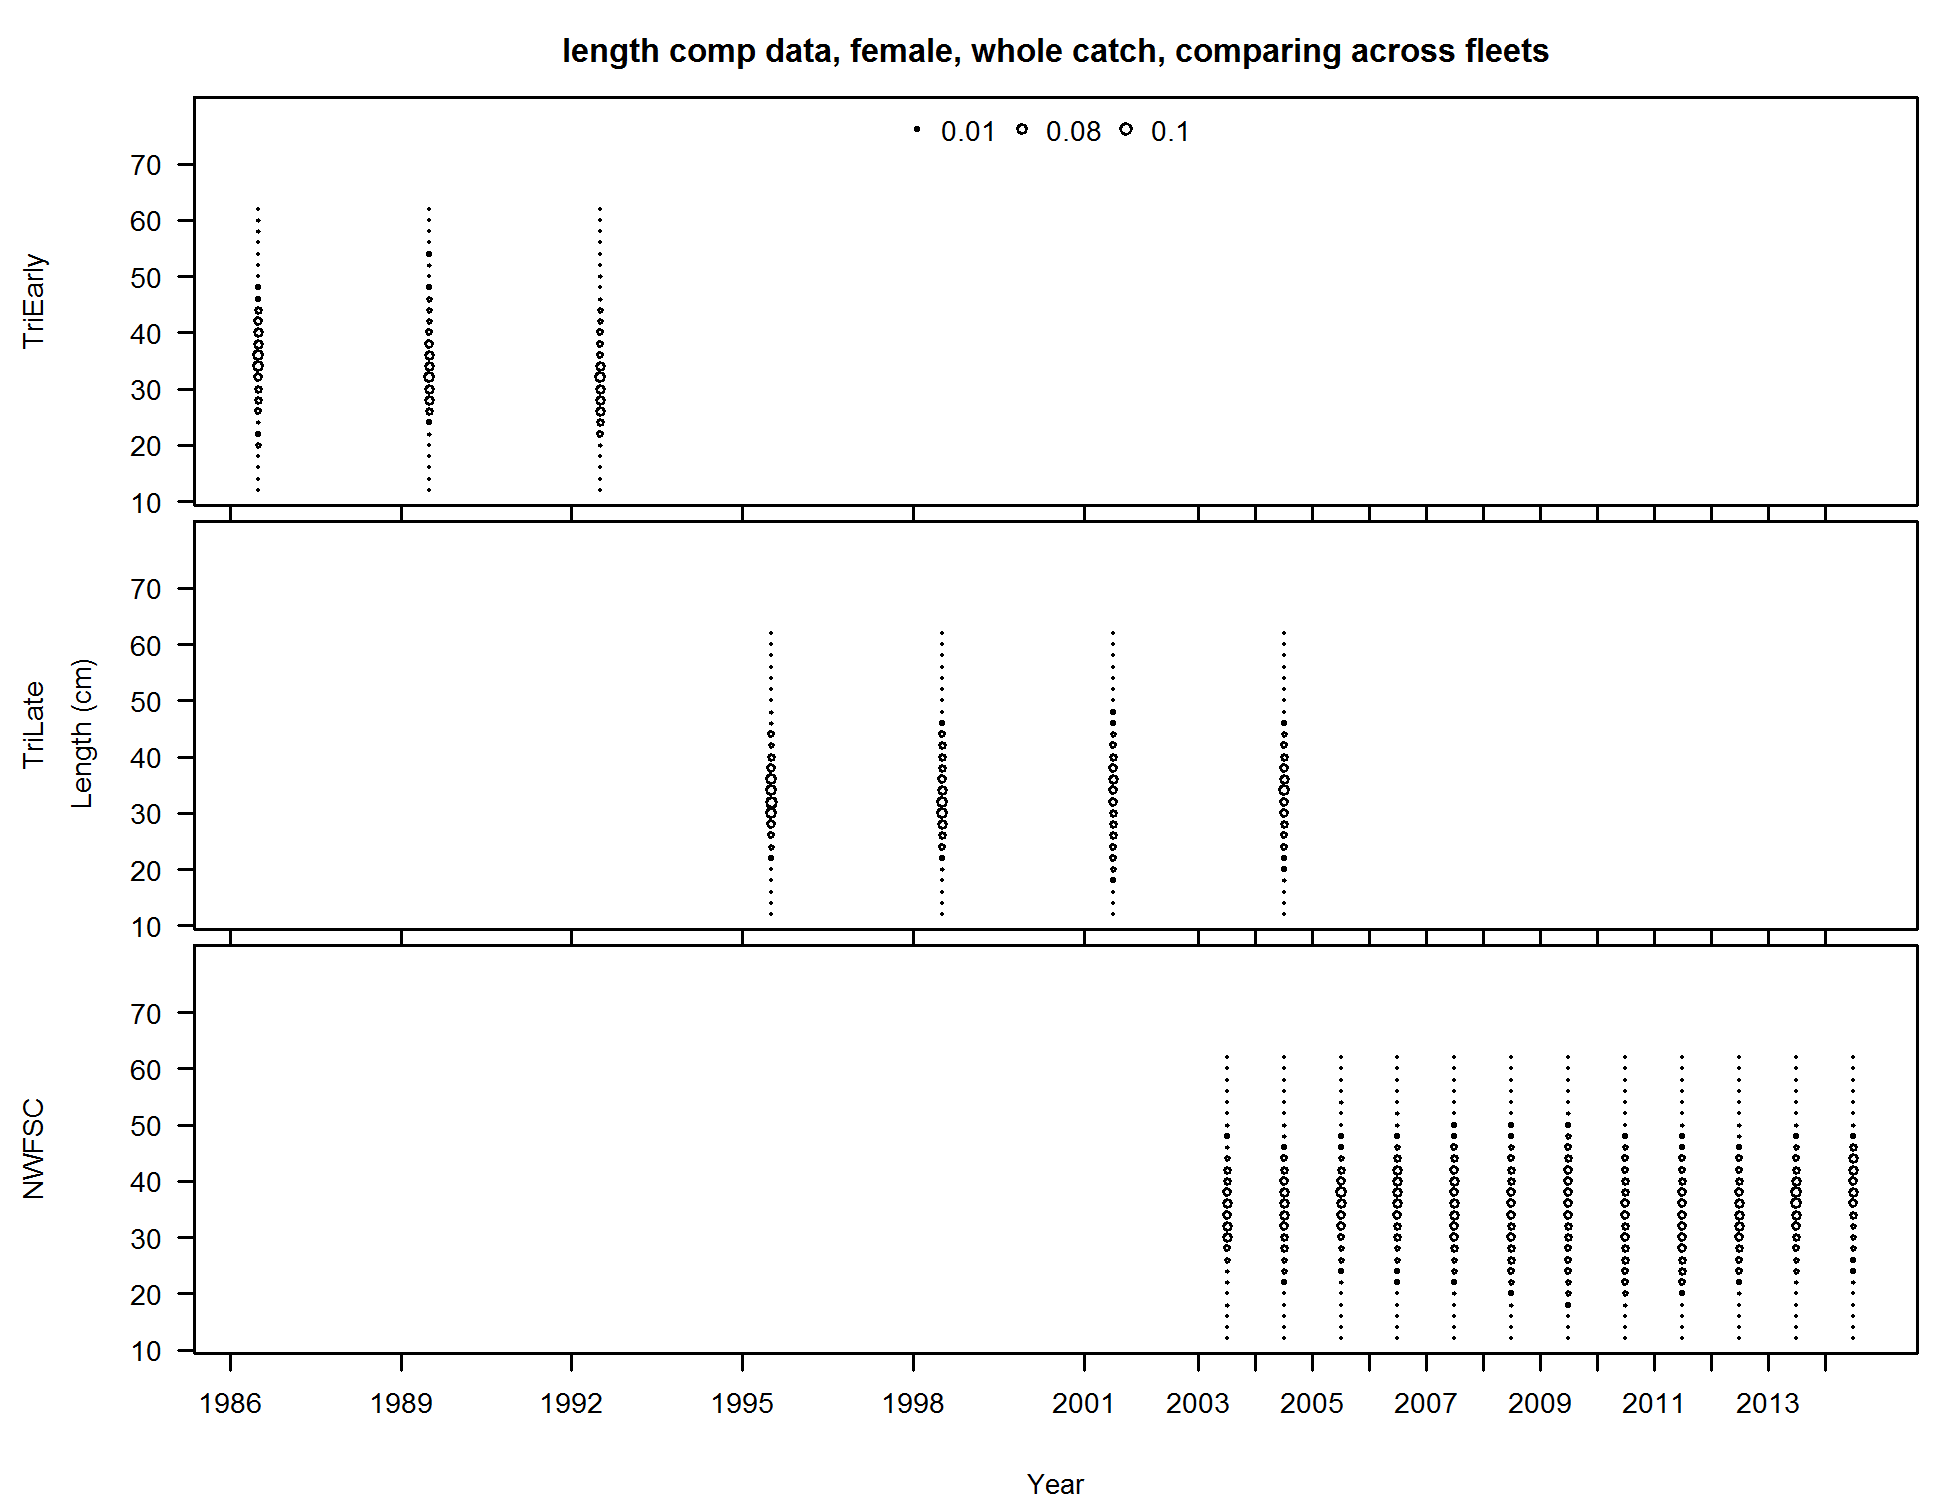 length comp data, female, whole catch, comparing across fleets
0.01 0.08 0.1
TriEarly
70
60
50
40
30
20
10
TriLate
Length (cm)
70
60
50
40
30
20
10
NWFSC
70
60
50
40
30
20
10
1986 1989 1992 1995 1998 2001 2003 2005 2007 2009 2011 2013
Year